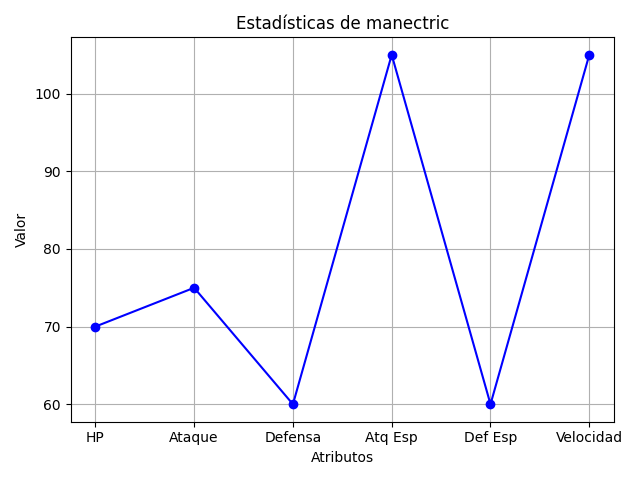 Estadísticas de manectric
Valor
100
90
80
70
60
HP Ataque Defensa Atq Esp Def Esp Velocidad
Atributos